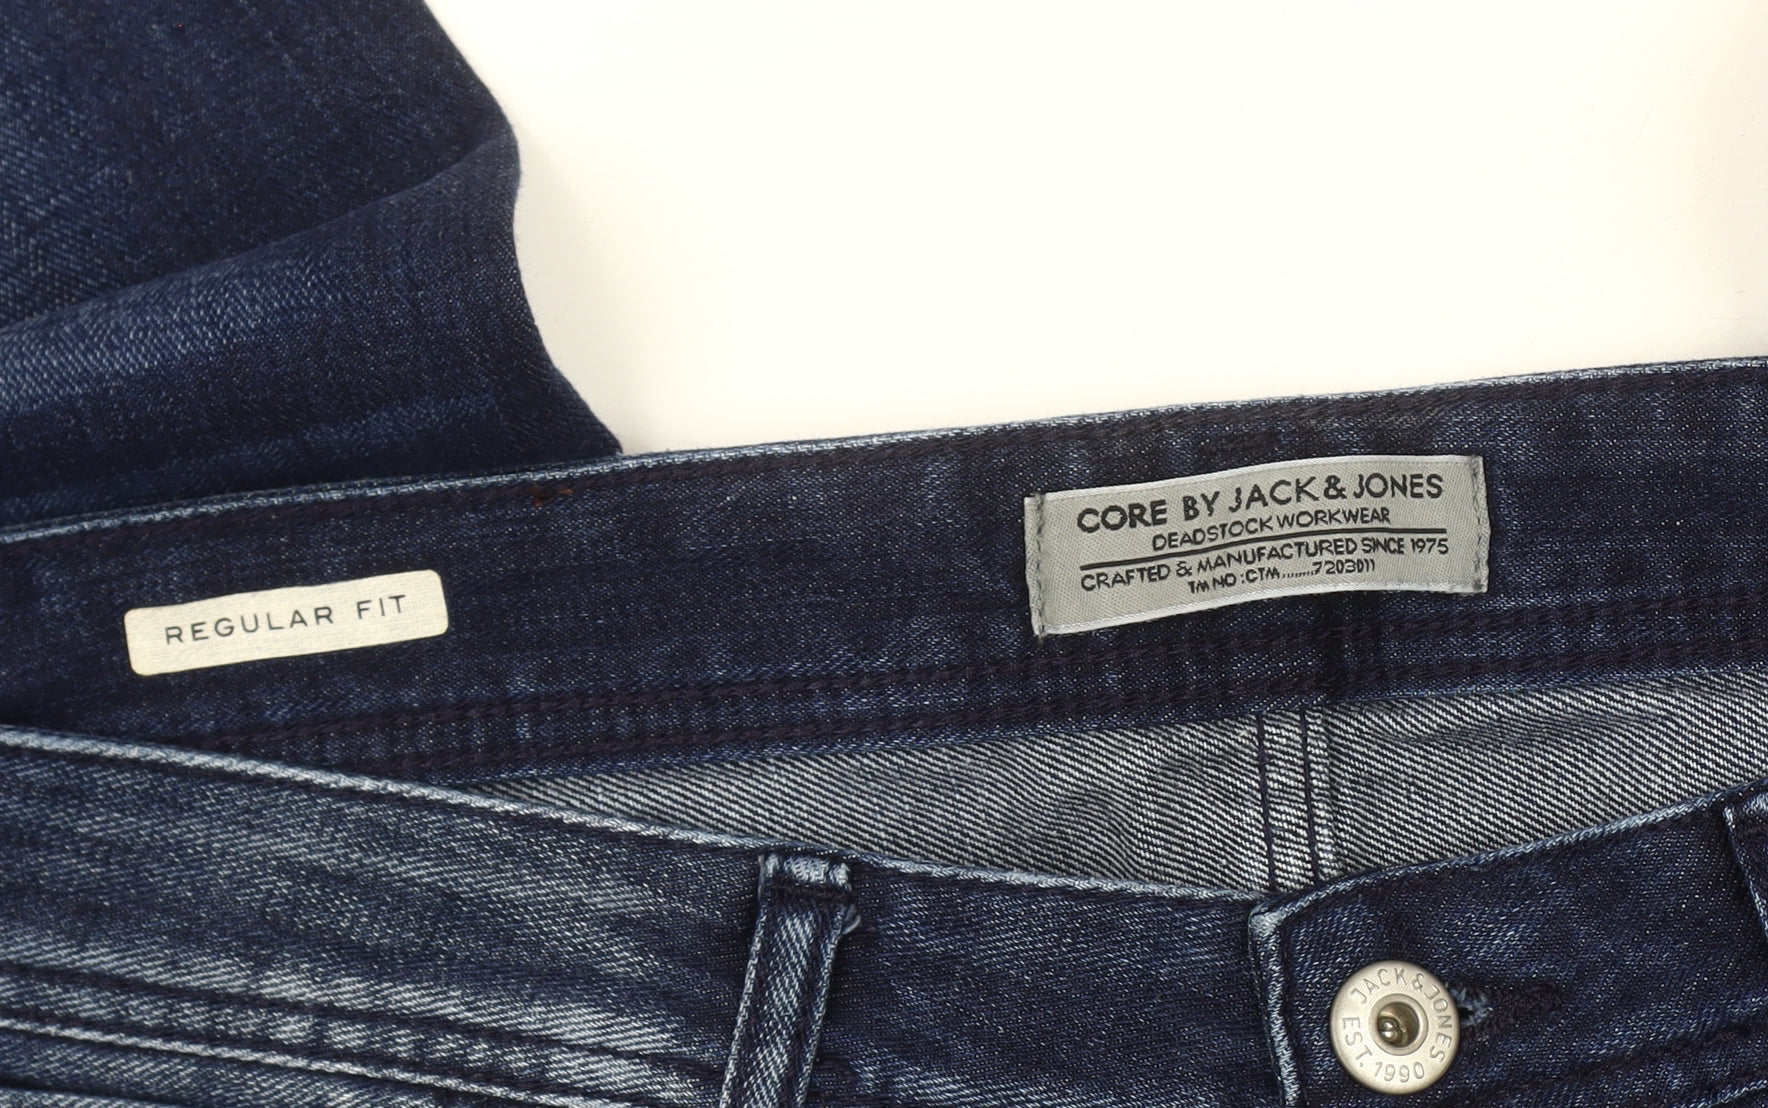 CORE BY JACK & JONES
DEADSTOCK WORKWEAR
CRAFTED & MANUFACTURED SINCE 1975
TM NO :CTM........7203011
REGULAR FIT
JACK&JONES
EST. 1990